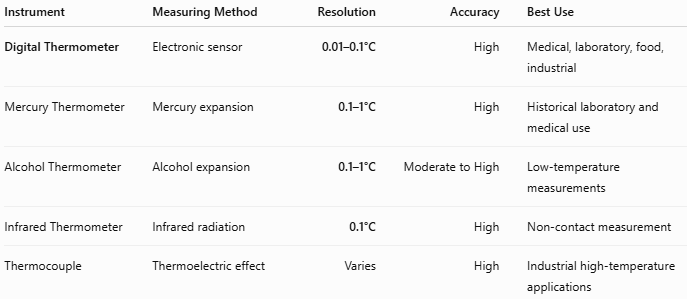 Instrument Measuring Method Resolution Accuracy Best Use
Digital Thermometer Electronic sensor 0.01–0.1°C High Medical, laboratory, food,
industrial
Mercury Thermometer Mercury expansion 0.1–1°C High Historical laboratory and
medical use
Alcohol Thermometer Alcohol expansion 0.1–1°C Moderate to High Low-temperature
measurements
Infrared Thermometer Infrared radiation 0.1°C High Non-contact measurement
Thermocouple Thermoelectric effect Varies High Industrial high-temperature
applications